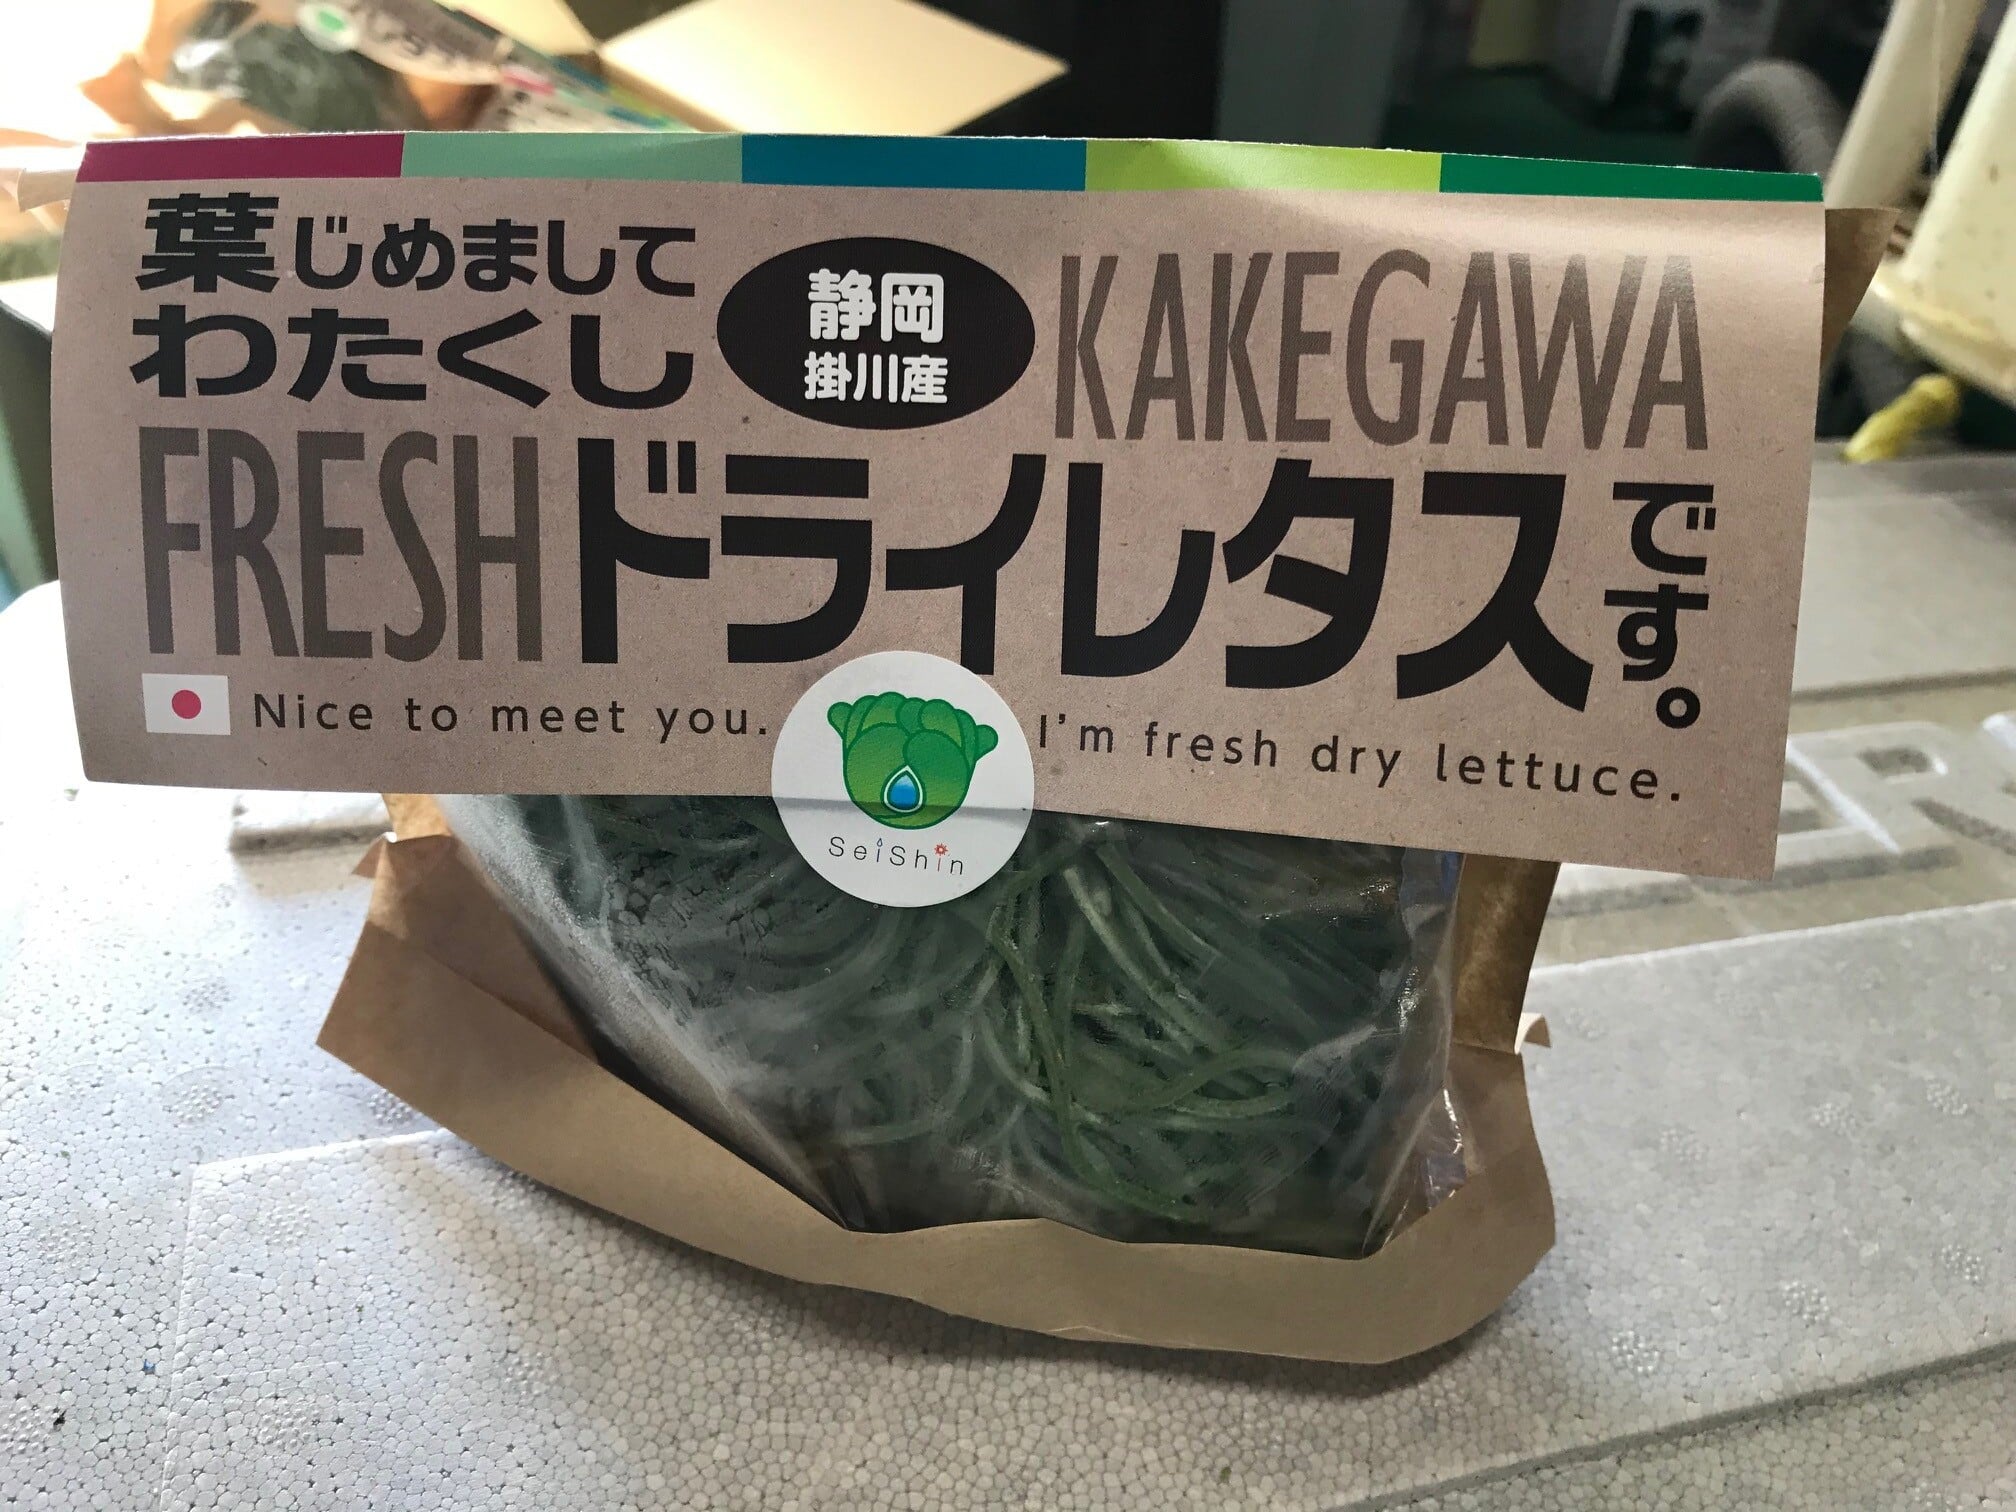 葉じめまして
わたくし
静岡
掛川産
KAKEGAWA
FRESHドライレタスです。
Nice to meet you. I'm fresh dry lettuce.
SeiShin